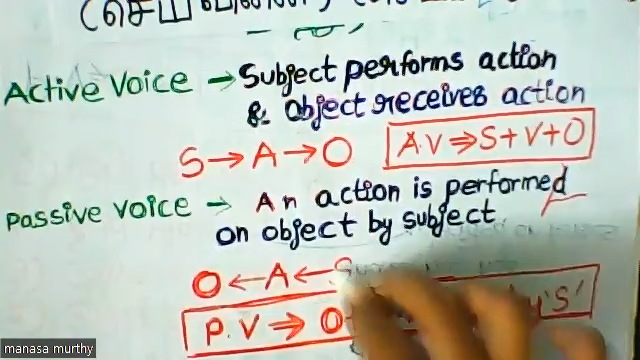 Active Voice → Subject performs action
& Object receives action
S → A → O
A.V ⇒ S+V+O
Passive voice → An action is performed
on object by subject
O ← A ← S
P.V ⇒ O
by 'S'
manasa murthy